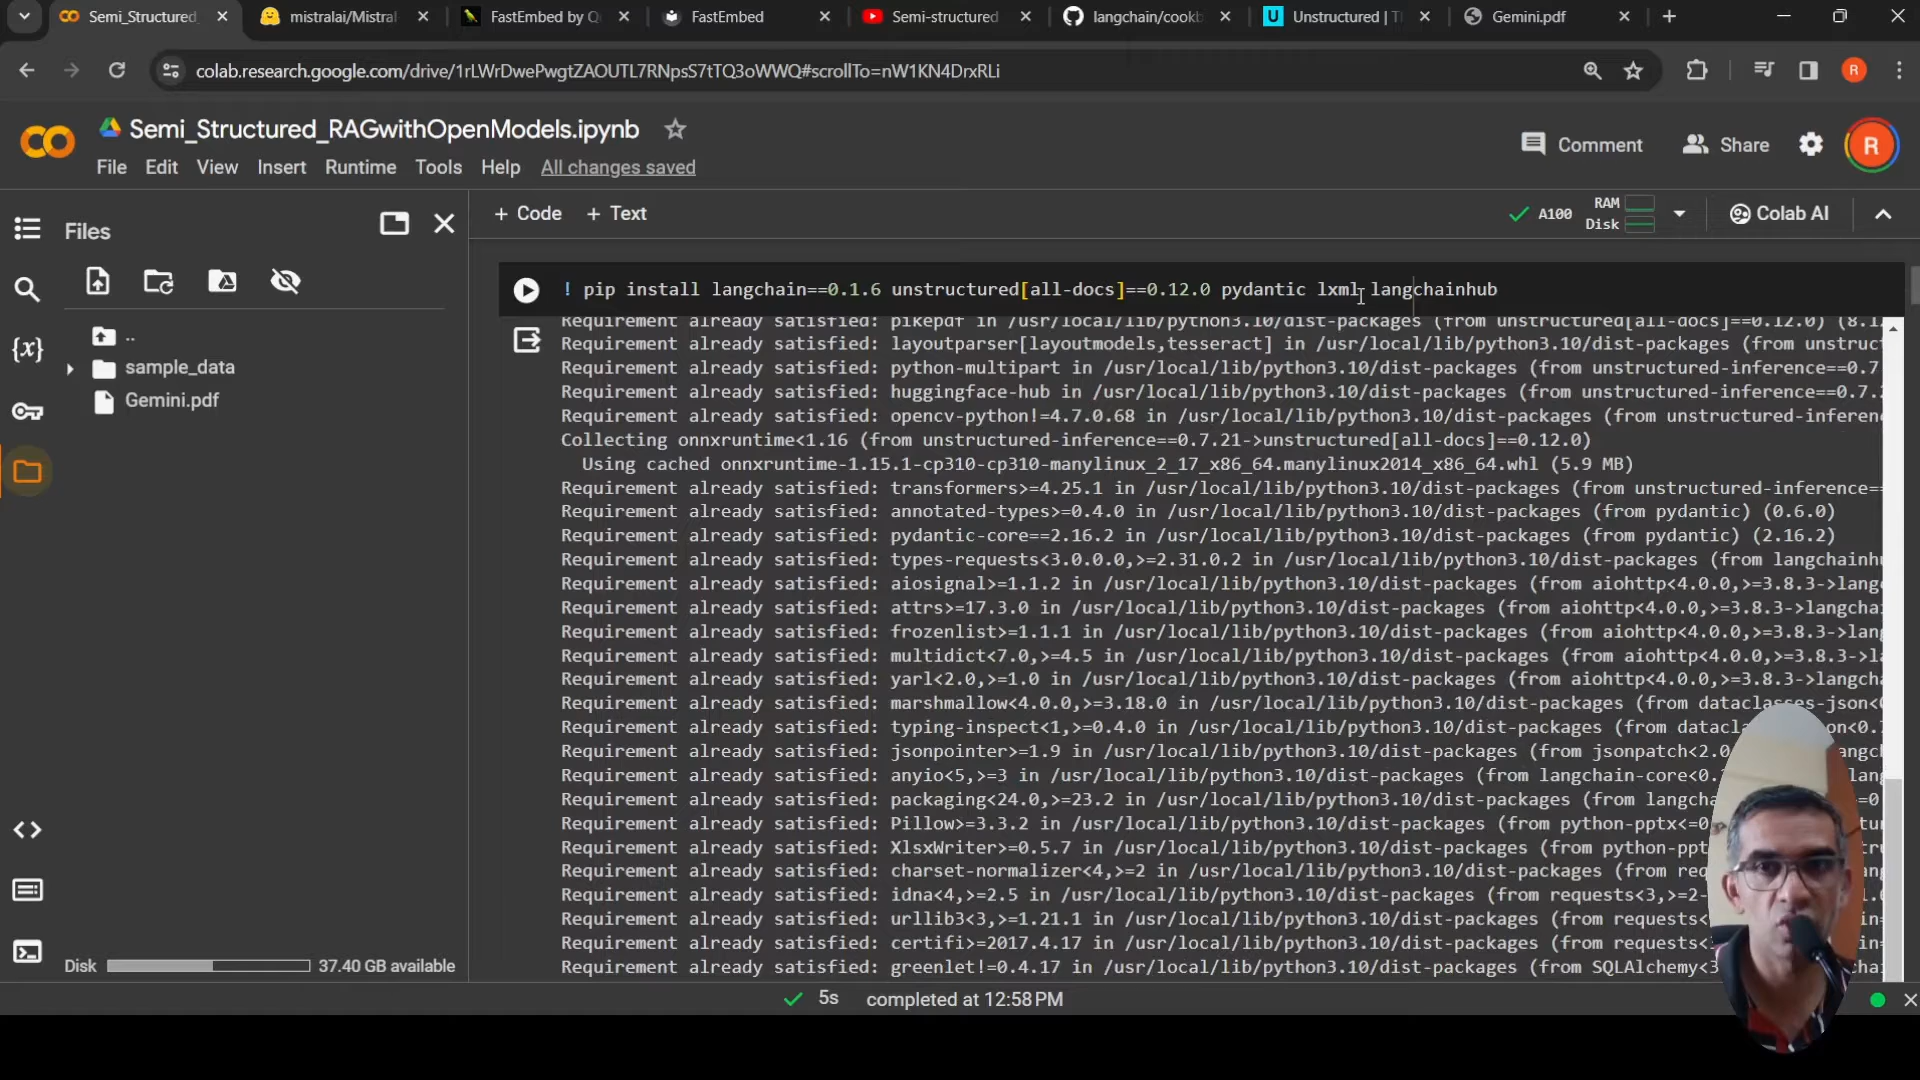 Semi_Structured_
mistralai/Mistral
FastEmbed by Q
FastEmbed
Semi-structured
langchain/cookb
Unstructured | T
Gemini.pdf
colab.research.google.com/drive/1rLWrDwePwgtZAOUTL7RNpsS7tTQ3oWWQ#scrollTo=nW1KN4DrxRLi
R
Semi_Structured_RAGwithOpenModels.ipynb
Comment
Share
R
File Edit View Insert Runtime Tools Help All changes saved
Files
+ Code + Text
A100
RAM
Disk
Colab AI
..
sample_data
Gemini.pdf
! pip install langchain==0.1.6 unstructured[all-docs]==0.12.0 pydantic lxml langchainhub
Requirement already satisfied: pikepdf in /usr/local/lib/python3.10/dist-packages (from unstructured[all-docs]==0.12.0) (8.1
Requirement already satisfied: layoutparser[layoutmodels,tesseract] in /usr/local/lib/python3.10/dist-packages (from unstruct
Requirement already satisfied: python-multipart in /usr/local/lib/python3.10/dist-packages (from unstructured-inference==0.7
Requirement already satisfied: huggingface-hub in /usr/local/lib/python3.10/dist-packages (from unstructured-inference==0.7.
Requirement already satisfied: opencv-python!=4.7.0.68 in /usr/local/lib/python3.10/dist-packages (from unstructured-inferen
Collecting onnxruntime<1.16 (from unstructured-inference==0.7.21->unstructured[all-docs]==0.12.0)
Using cached onnxruntime-1.15.1-cp310-cp310-manylinux_2_17_x86_64.manylinux2014_x86_64.whl (5.9 MB)
Requirement already satisfied: transformers>=4.25.1 in /usr/local/lib/python3.10/dist-packages (from unstructured-inference==
Requirement already satisfied: annotated-types>=0.4.0 in /usr/local/lib/python3.10/dist-packages (from pydantic) (0.6.0)
Requirement already satisfied: pydantic-core==2.16.2 in /usr/local/lib/python3.10/dist-packages (from pydantic) (2.16.2)
Requirement already satisfied: types-requests<3.0.0.0,>=2.31.0.2 in /usr/local/lib/python3.10/dist-packages (from langchainh
Requirement already satisfied: aiosignal>=1.1.2 in /usr/local/lib/python3.10/dist-packages (from aiohttp<4.0.0,>=3.8.3->lang
Requirement already satisfied: attrs>=17.3.0 in /usr/local/lib/python3.10/dist-packages (from aiohttp<4.0.0,>=3.8.3->langcha
Requirement already satisfied: frozenlist>=1.1.1 in /usr/local/lib/python3.10/dist-packages (from aiohttp<4.0.0,>=3.8.3->lang
Requirement already satisfied: multidict<7.0,>=4.5 in /usr/local/lib/python3.10/dist-packages (from aiohttp<4.0.0,>=3.8.3->l
Requirement already satisfied: yarl<2.0,>=1.0 in /usr/local/lib/python3.10/dist-packages (from aiohttp<4.0.0,>=3.8.3->langcha
Requirement already satisfied: marshmallow<4.0.0,>=3.18.0 in /usr/local/lib/python3.10/dist-packages (from dataclasses-json<
Requirement already satisfied: typing-inspect<1,>=0.4.0 in /usr/local/lib/python3.10/dist-packages (from datacla on<0.
Requirement already satisfied: jsonpointer>=1.9 in /usr/local/lib/python3.10/dist-packages (from jsonpatch<2.0 angc
Requirement already satisfied: anyio<5,>=3 in /usr/local/lib/python3.10/dist-packages (from langchain-core<0. lang
Requirement already satisfied: packaging<24.0,>=23.2 in /usr/local/lib/python3.10/dist-packages (from langcha =0
Requirement already satisfied: Pillow>=3.3.2 in /usr/local/lib/python3.10/dist-packages (from python-pptx<=0 tur
Requirement already satisfied: XlsxWriter>=0.5.7 in /usr/local/lib/python3.10/dist-packages (from python-ppt
Requirement already satisfied: charset-normalizer<4,>=2 in /usr/local/lib/python3.10/dist-packages (from req
Requirement already satisfied: idna<4,>=2.5 in /usr/local/lib/python3.10/dist-packages (from requests<3,>=2-
Requirement already satisfied: urllib3<3,>=1.21.1 in /usr/local/lib/python3.10/dist-packages (from requests<
Requirement already satisfied: certifi>=2017.4.17 in /usr/local/lib/python3.10/dist-packages (from requests<
Requirement already satisfied: greenlet!=0.4.17 in /usr/local/lib/python3.10/dist-packages (from SQLAlchemy<3
Disk 37.40 GB available
5s completed at 12:58 PM